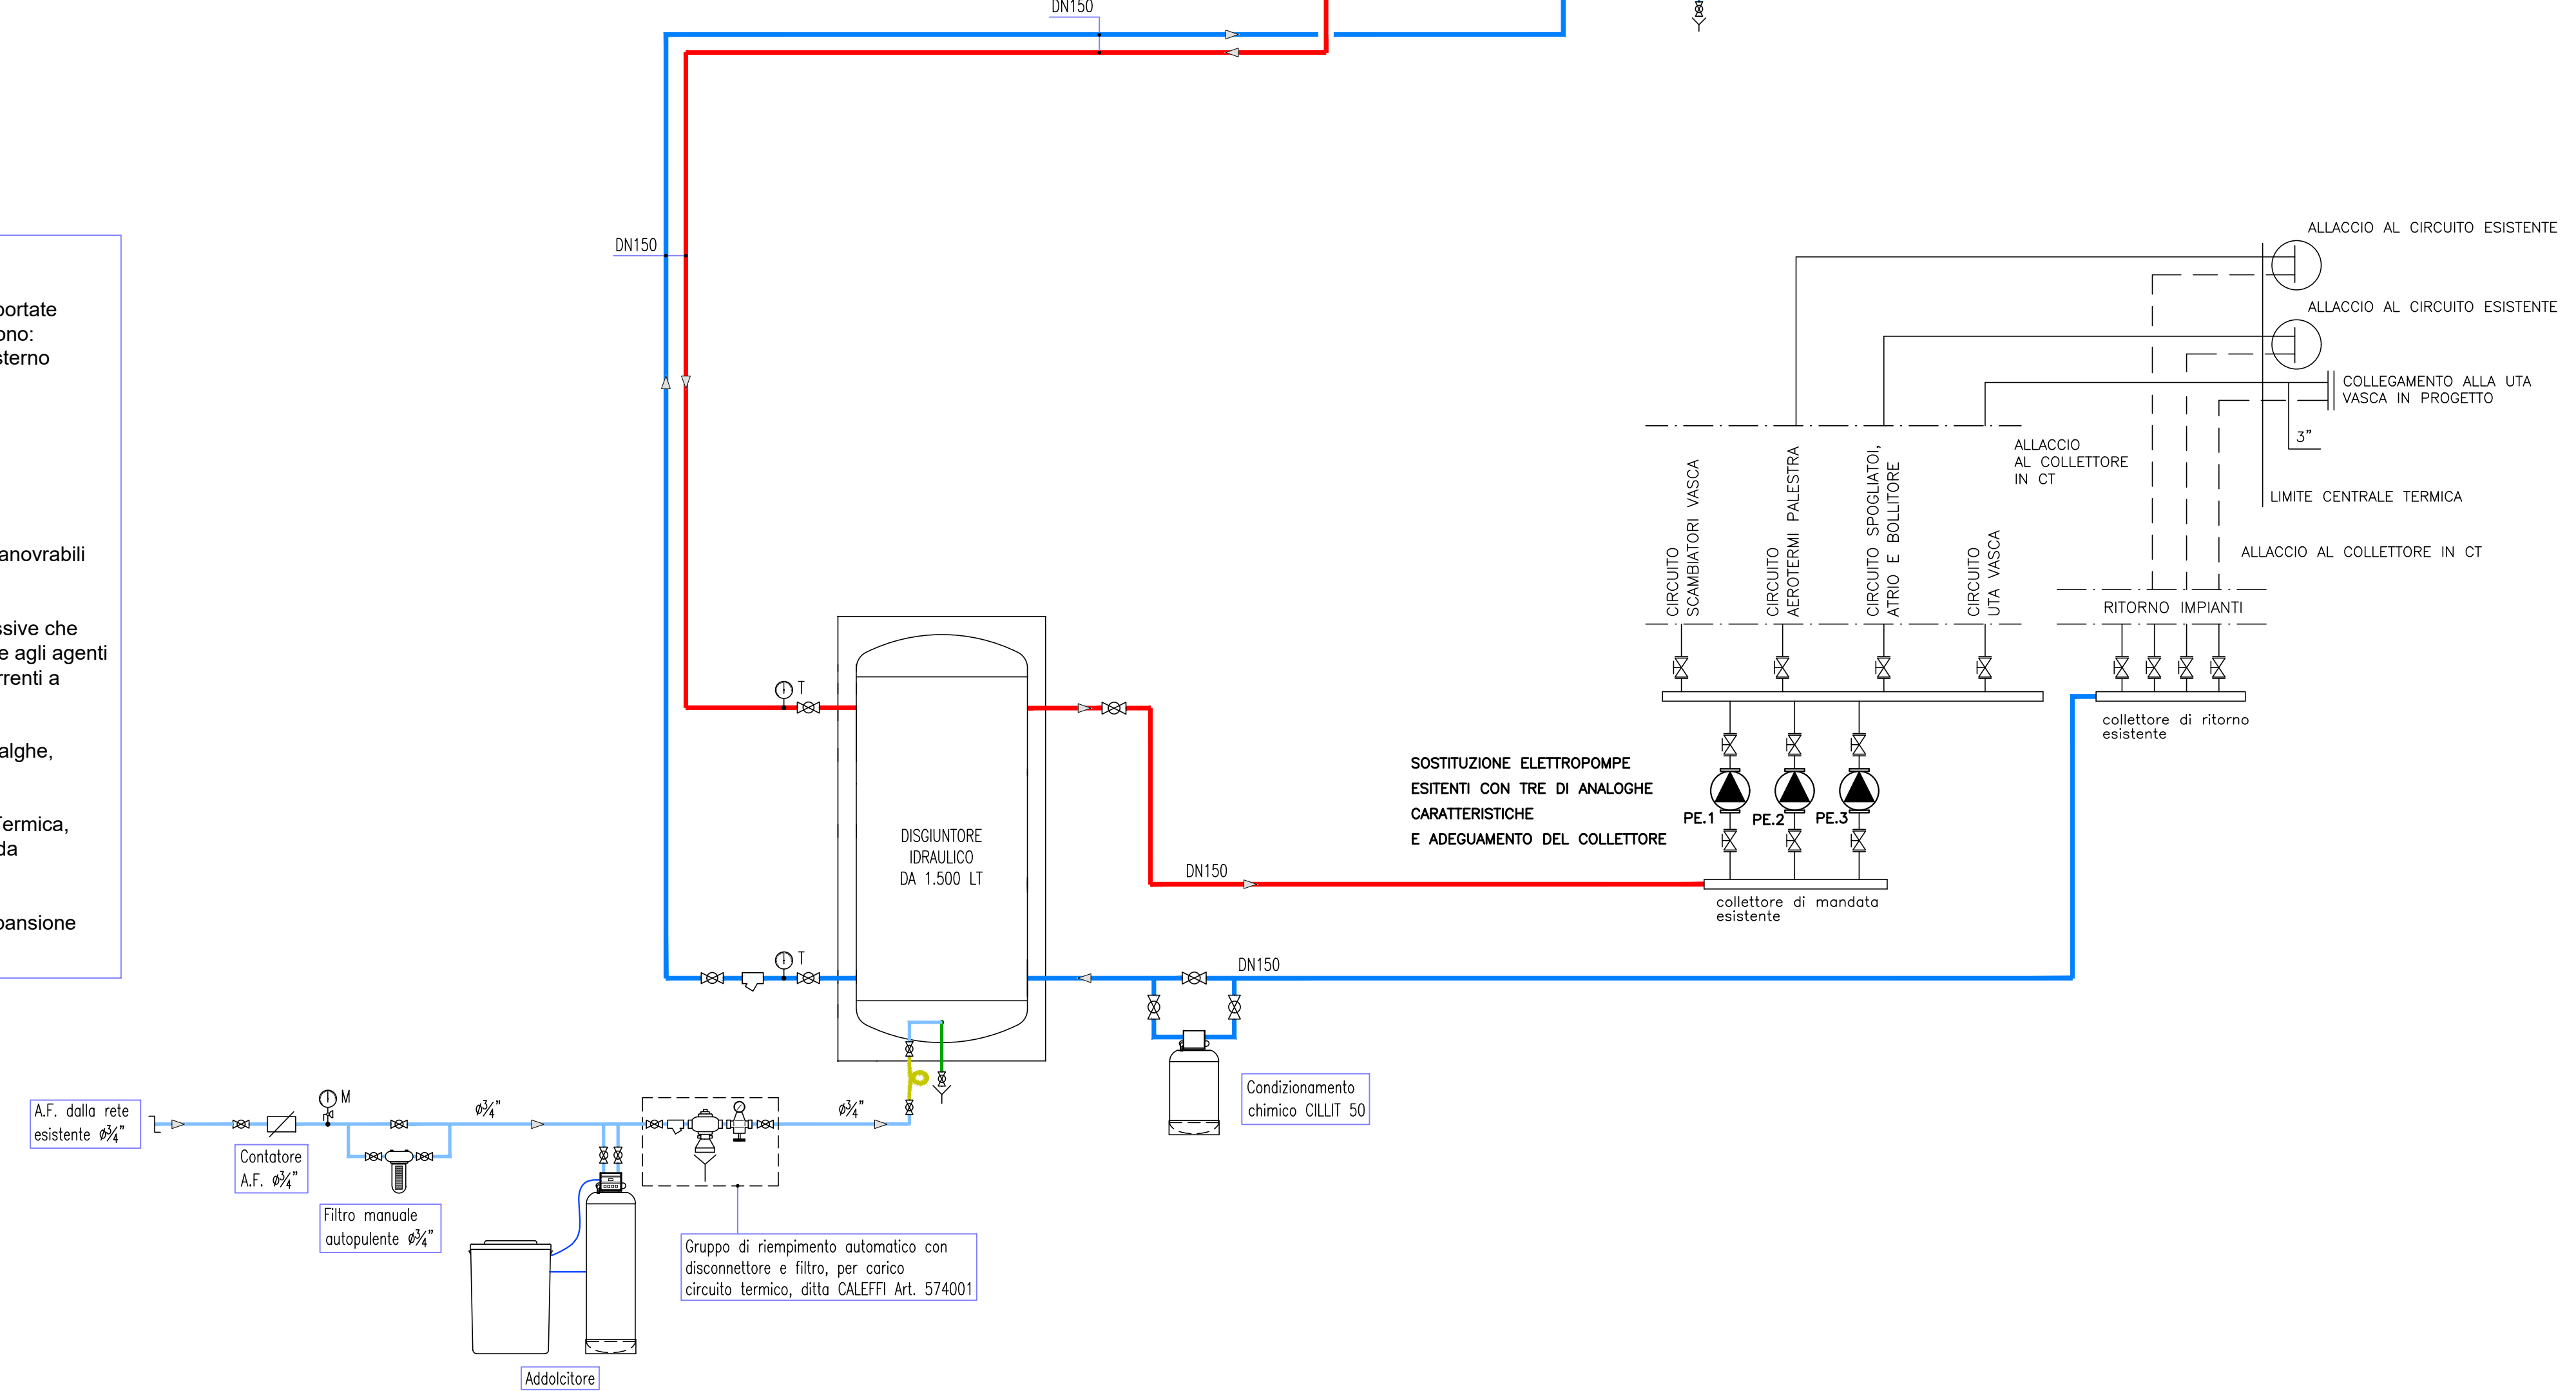 DN150
DN150
ortate
ono:
sterno
anovrabili
ssive che
e agli agenti
rrenti a
alghe,
Termica,
da
pansione
ALLACCIO AL CIRCUITO ESISTENTE
ALLACCIO AL CIRCUITO ESISTENTE
COLLEGAMENTO ALLA UTA
VASCA IN PROGETTO
3"
ALLACCIO
AL COLLETTORE
IN CT
LIMITE CENTRALE TERMICA
ALLACCIO AL COLLETTORE IN CT
CIRCUITO
SCAMBIATORI VASCA
CIRCUITO
AEROTERMI PALESTRA
CIRCUITO SPOGLIATOI,
ATRIO E BOLLITORE
CIRCUITO
UTA VASCA
RITORNO IMPIANTI
collettore di ritorno
esistente
T
SOSTITUZIONE ELETTROPOMPE
ESITENTI CON TRE DI ANALOGHE
CARATTERISTICHE
E ADEGUAMENTO DEL COLLETTORE
PE.1
PE.2
PE.3
DISGIUNTORE
IDRAULICO
DA 1.500 LT
DN150
collettore di mandata
esistente
T
DN150
Condizionamento
chimico CILLIT 50
A.F. dalla rete
esistente ø¾"
M
ø¾"
ø¾"
Contatore
A.F. ø¾"
Filtro manuale
autopulente ø¾"
Gruppo di riempimento automatico con
disconnettore e filtro, per carico
circuito termico, ditta CALEFFI Art. 574001
Addolcitore